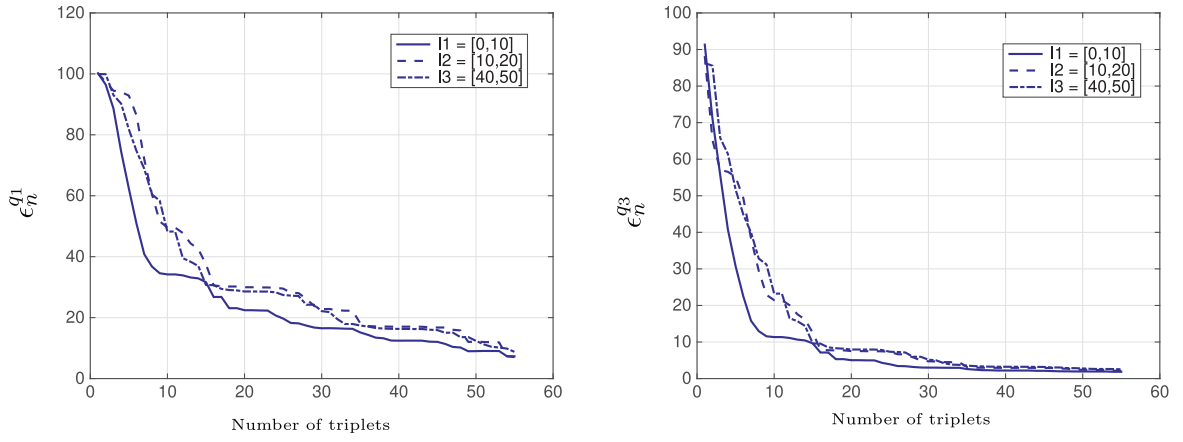 120
100
80
60
40
20
0
0 10 20 30 40 50 60
ϵ_n^{q1}
Number of triplets
I1 = [0,10]
I2 = [10,20]
I3 = [40,50]
100
90
80
70
60
50
40
30
20
10
0
0 10 20 30 40 50 60
ϵ_n^{q3}
Number of triplets
I1 = [0,10]
I2 = [10,20]
I3 = [40,50]